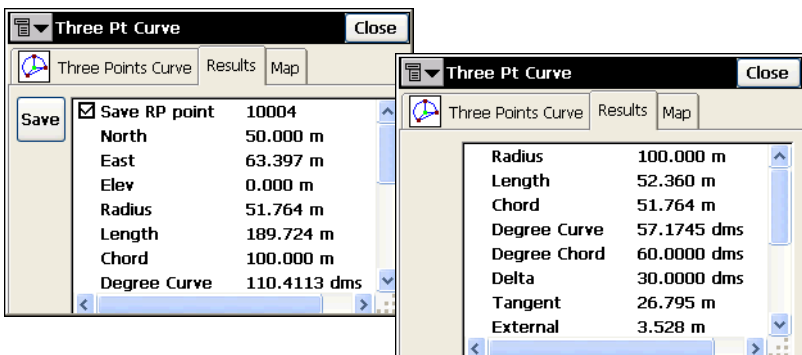 Three Pt Curve Close
Three Points Curve Results Map
Save
Save RP point 10004
North 50.000 m
East 63.397 m
Elev 0.000 m
Radius 51.764 m
Length 189.724 m
Chord 100.000 m
Degree Curve 110.4113 dms
Three Pt Curve Close
Three Points Curve Results Map
Radius 100.000 m
Length 52.360 m
Chord 51.764 m
Degree Curve 57.1745 dms
Degree Chord 60.0000 dms
Delta 30.0000 dms
Tangent 26.795 m
External 3.528 m